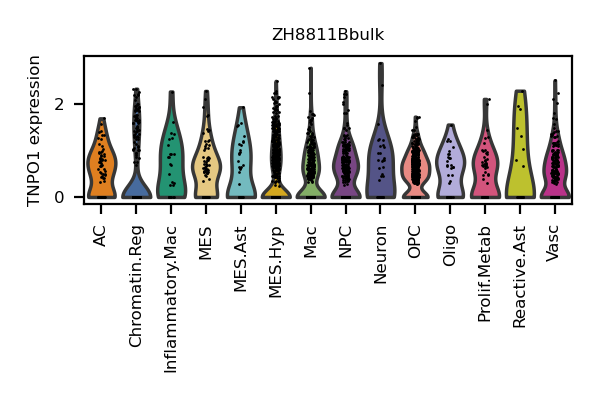 ZH8811Bbulk
TNPO1 expression
2
0
AC
Chromatin.Reg
Inflammatory.Mac
MES
MES.Ast
MES.Hyp
Mac
NPC
Neuron
OPC
Oligo
Prolif.Metab
Reactive.Ast
Vasc